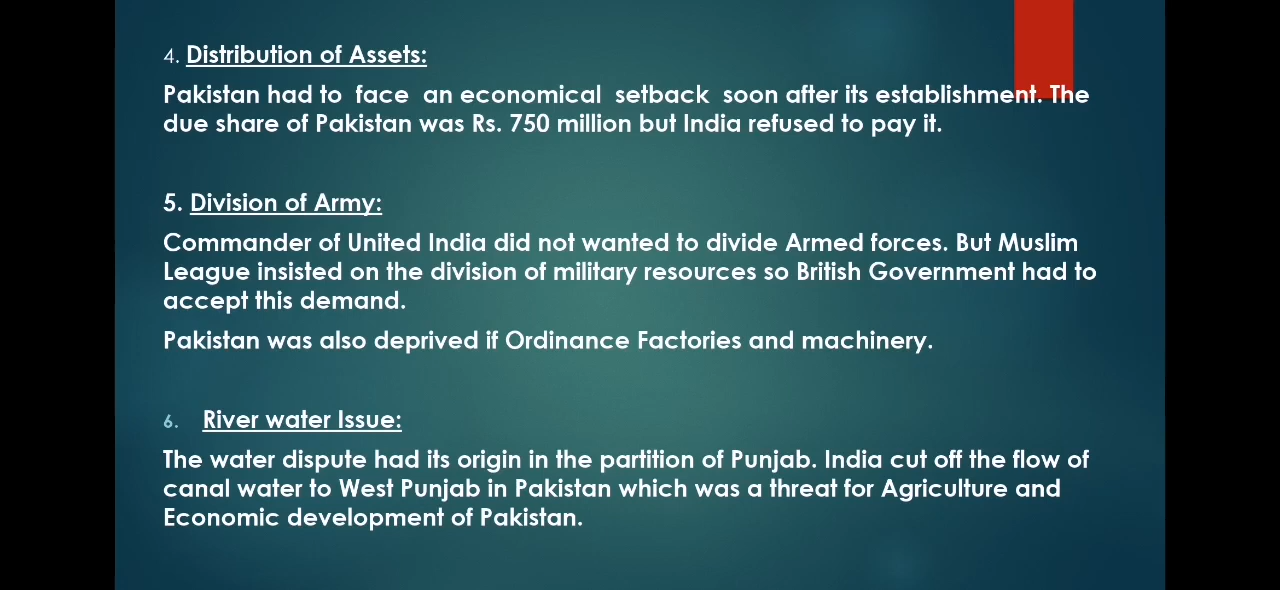 4. Distribution of Assets:
Pakistan had to face an economical setback soon after its establishment. The
due share of Pakistan was Rs. 750 million but India refused to pay it.
5. Division of Army:
Commander of United India did not wanted to divide Armed forces. But Muslim
League insisted on the division of military resources so British Government had to
accept this demand.
Pakistan was also deprived if Ordinance Factories and machinery.
6. River water Issue:
The water dispute had its origin in the partition of Punjab. India cut off the flow of
canal water to West Punjab in Pakistan which was a threat for Agriculture and
Economic development of Pakistan.